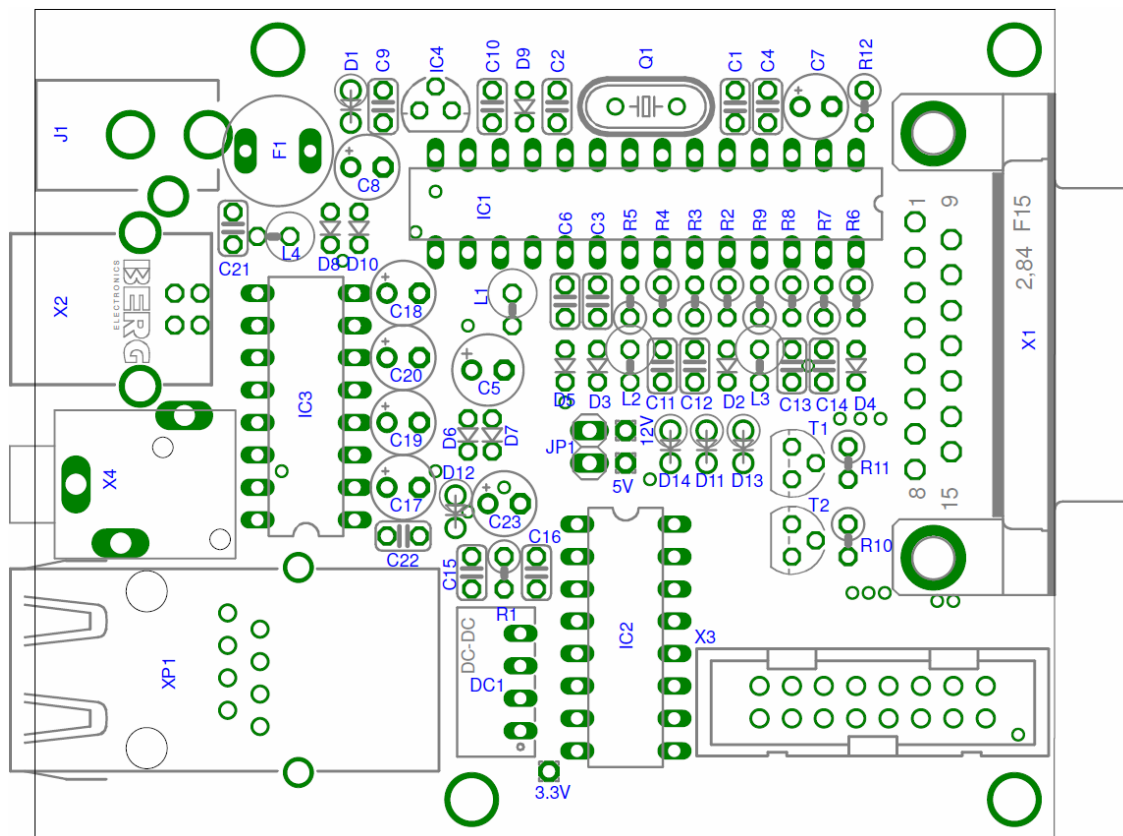 D1
C9
IC4
C10
D9
C2
Q1
C1
C4
C7
R12
J1
F1
C8
IC1
C6
C3
R5
R4
R3
R2
R9
R8
R7
R6
1
9
2,84 F15
C21
L4
D8
D10
X2
BERG
ELECTRONICS
C18
L1
X1
C20
C5
IC3
D5
D3
L2
C11
C12
D2
L3
C13
C14
D4
C19
D6
D7
JP1
12V
T1
X4
D12
5V
D14
D11
D13
R11
C17
C23
8
15
T2
C22
C16
R10
C15
R1
IC2
X3
XP1
DC-DC
DC1
3.3V